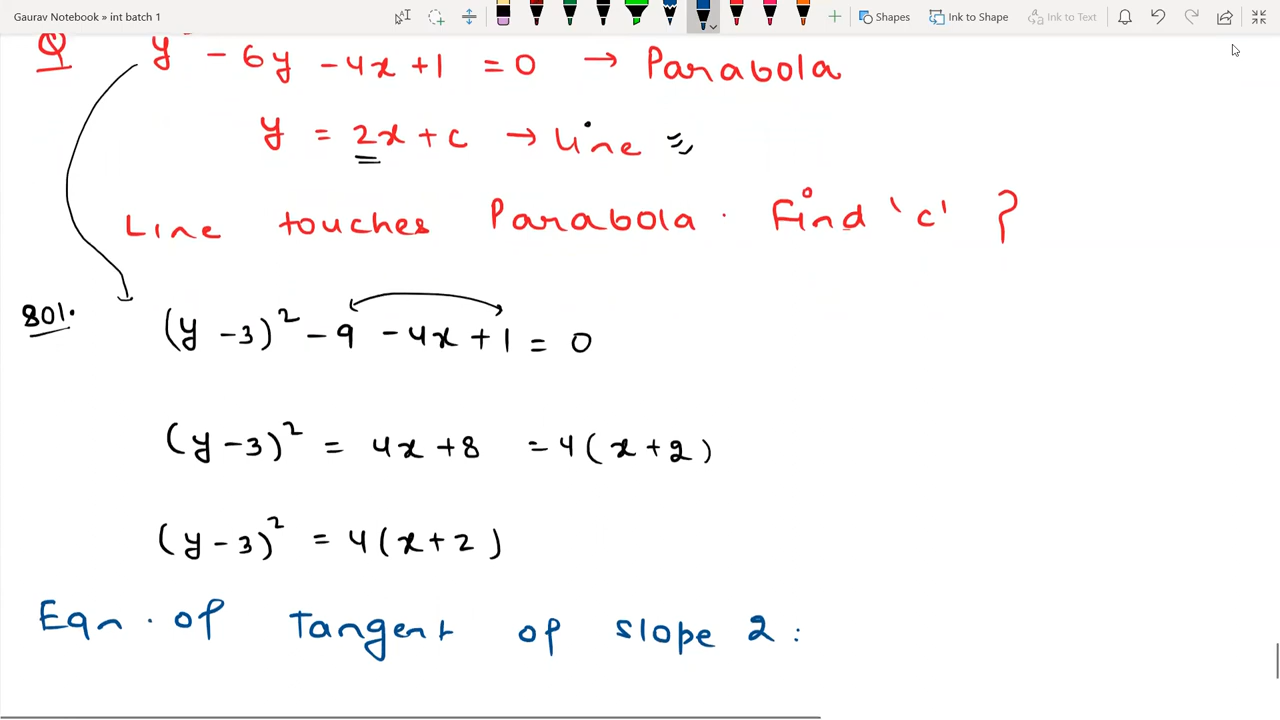 Gaurav Notebook » int batch 1
Shapes
Ink to Shape
Ink to Text
Q y² - 6y - 4x + 1 = 0 → Parabola
y = 2x + c → Line
Line touches Parabola. Find 'c' ?
Sol.
(y - 3)² - 9 - 4x + 1 = 0
(y - 3)² = 4x + 8 = 4(x + 2)
(y - 3)² = 4(x + 2)
Eqn. of Tangent of slope 2 :